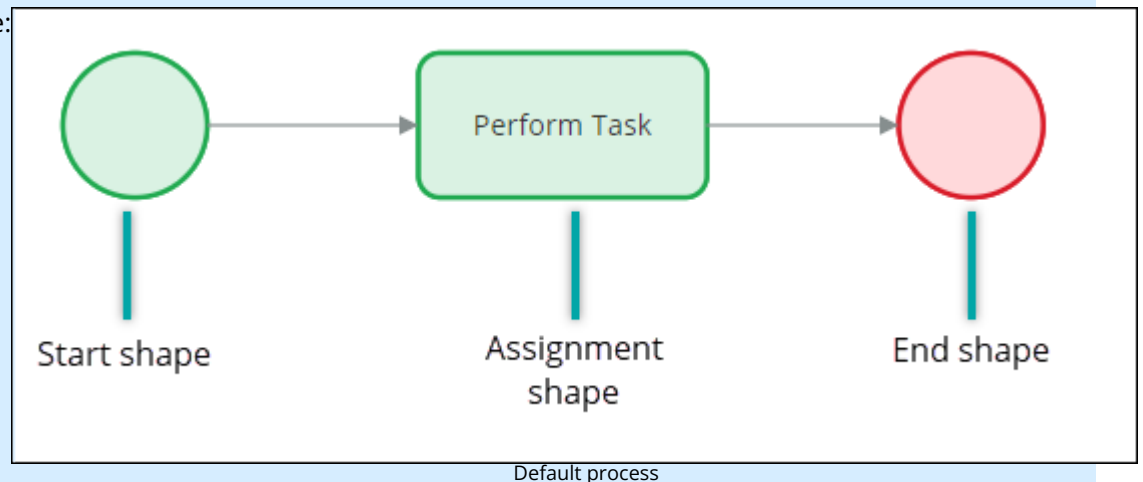 e:
Perform Task
Start shape
Assignment
shape
End shape
Default process